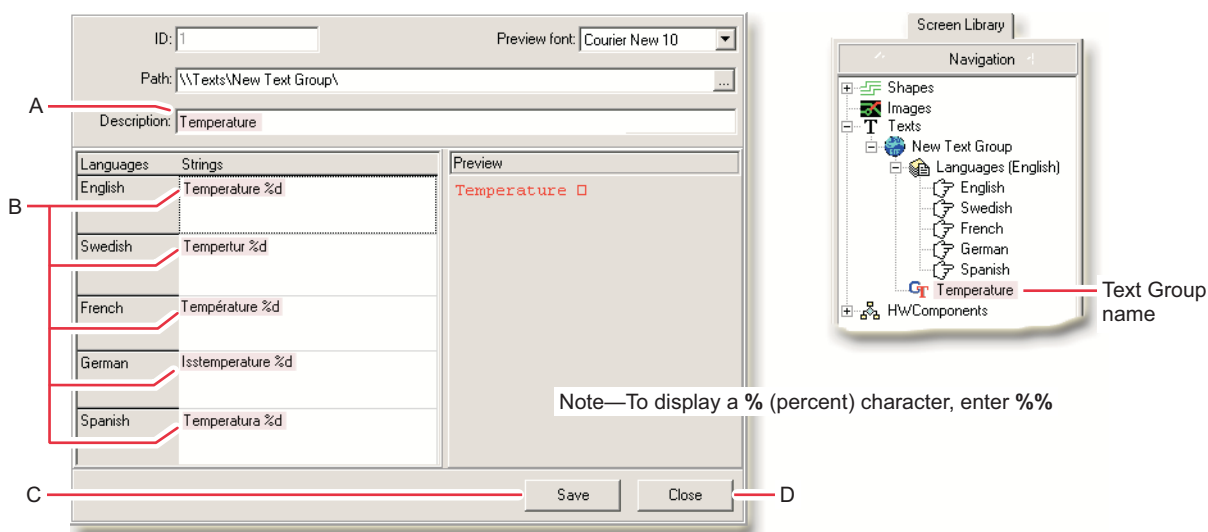 ID: 1
Preview font: Courier New 10
Path: \\Texts\New Text Group\
...
A
Description: Temperature
Languages Strings Preview
English Temperature %d
Temperature □
B
Swedish Tempertur %d
French Température %d
German Isstemperature %d
Spanish Temperatura %d
Note—To display a % (percent) character, enter %%
C
Save Close
D
Screen Library
Navigation
Shapes
Images
T Texts
New Text Group
Languages (English)
English
Swedish
French
German
Spanish
GT Temperature
HWComponents
Text Group
name